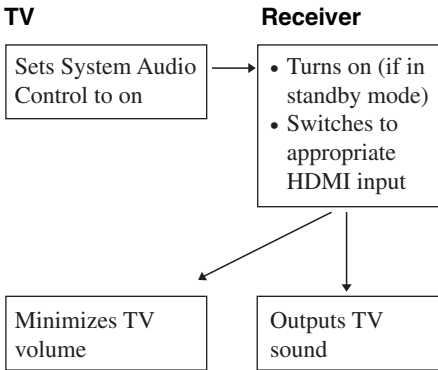 TV
Receiver
Sets System Audio
Control to on
• Turns on (if in
standby mode)
• Switches to
appropriate
HDMI input
Minimizes TV
volume
Outputs TV
sound